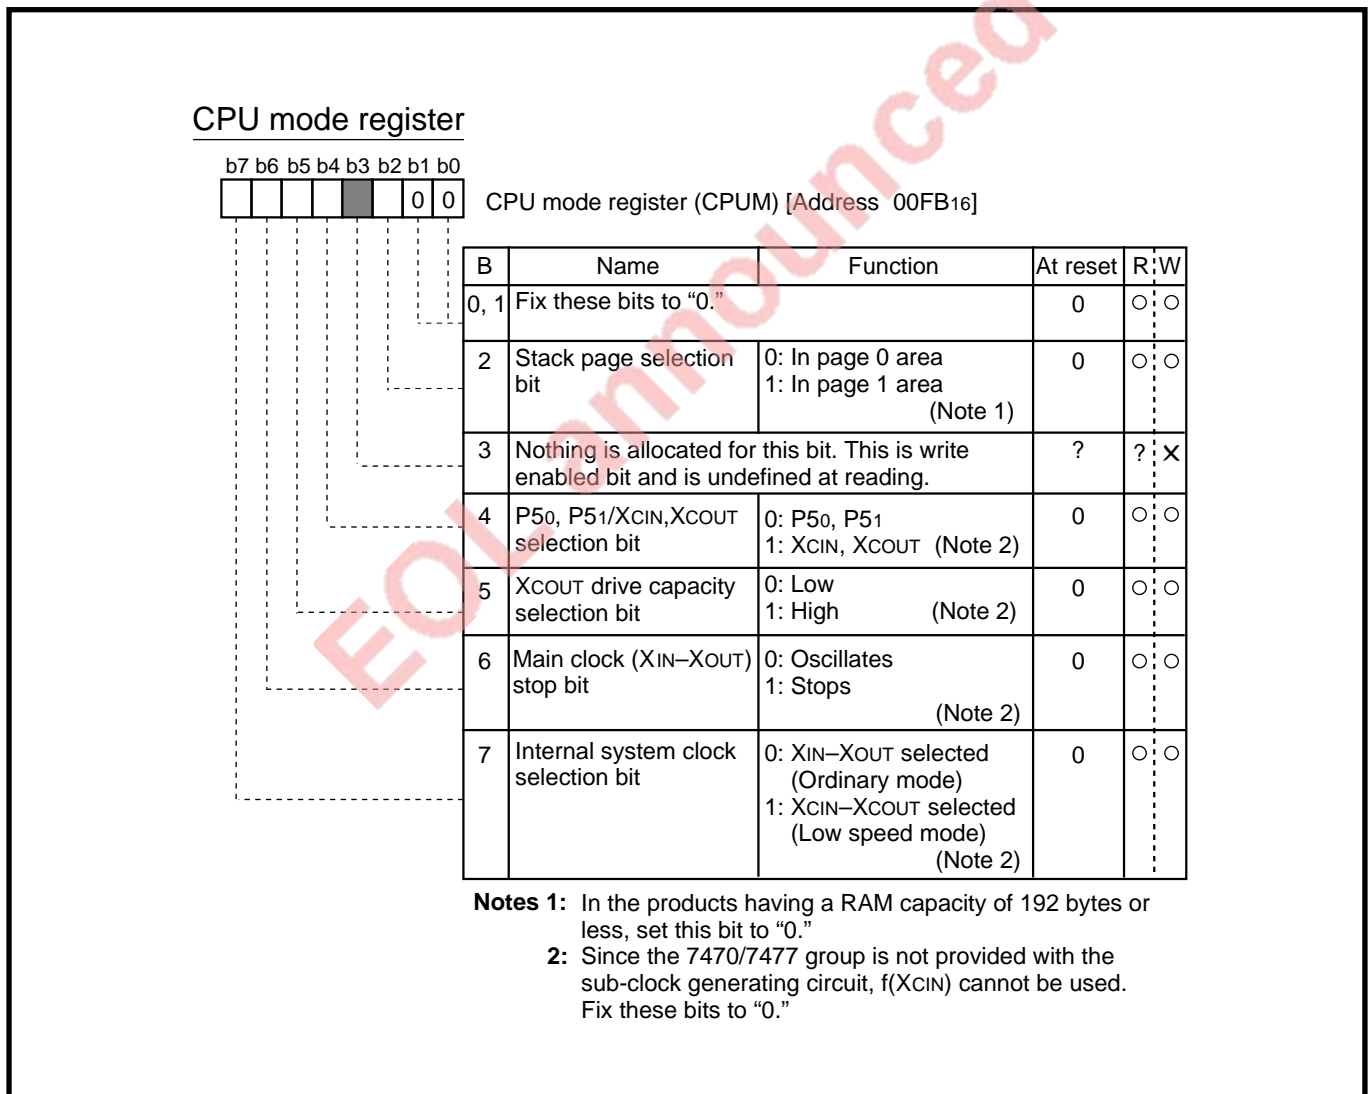 CPU mode register
b7 b6 b5 b4 b3 b2 b1 b0
0 0
CPU mode register (CPUM) [Address 00FB16]
B Name Function At reset R W
0, 1 Fix these bits to “0.” 0 ○ ○
2 Stack page selection bit 0: In page 0 area 0 ○ ○
1: In page 1 area
(Note 1)
3 Nothing is allocated for this bit. This is write ? ? ×
enabled bit and is undefined at reading.
4 P50, P51/XCIN,XCOUT selection bit 0: P50, P51 0 ○ ○
1: XCIN, XCOUT (Note 2)
5 XCOUT drive capacity selection bit 0: Low 0 ○ ○
1: High (Note 2)
6 Main clock (XIN–XOUT) stop bit 0: Oscillates 0 ○ ○
1: Stops
(Note 2)
7 Internal system clock selection bit 0: XIN–XOUT selected 0 ○ ○
(Ordinary mode)
1: XCIN–XCOUT selected
(Low speed mode)
(Note 2)
Notes 1: In the products having a RAM capacity of 192 bytes or
less, set this bit to “0.”
2: Since the 7470/7477 group is not provided with the
sub-clock generating circuit, f(XCIN) cannot be used.
Fix these bits to “0.”
EOL announced